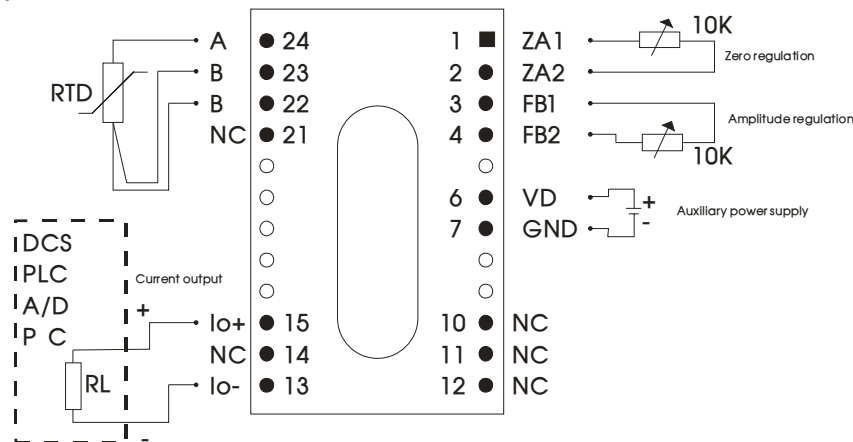 A 24 1 ZA1 10K
B 23 2 ZA2 Zero regulation
RTD
B 22 3 FB1
NC 21 4 FB2 Amplitude regulation
10K
6 VD + Auxiliary power supply
7 GND -
DCS
PLC Current output
A/D +
P C
Io+ 15 10 NC
NC 14 11 NC
RL Io- 13 12 NC
-